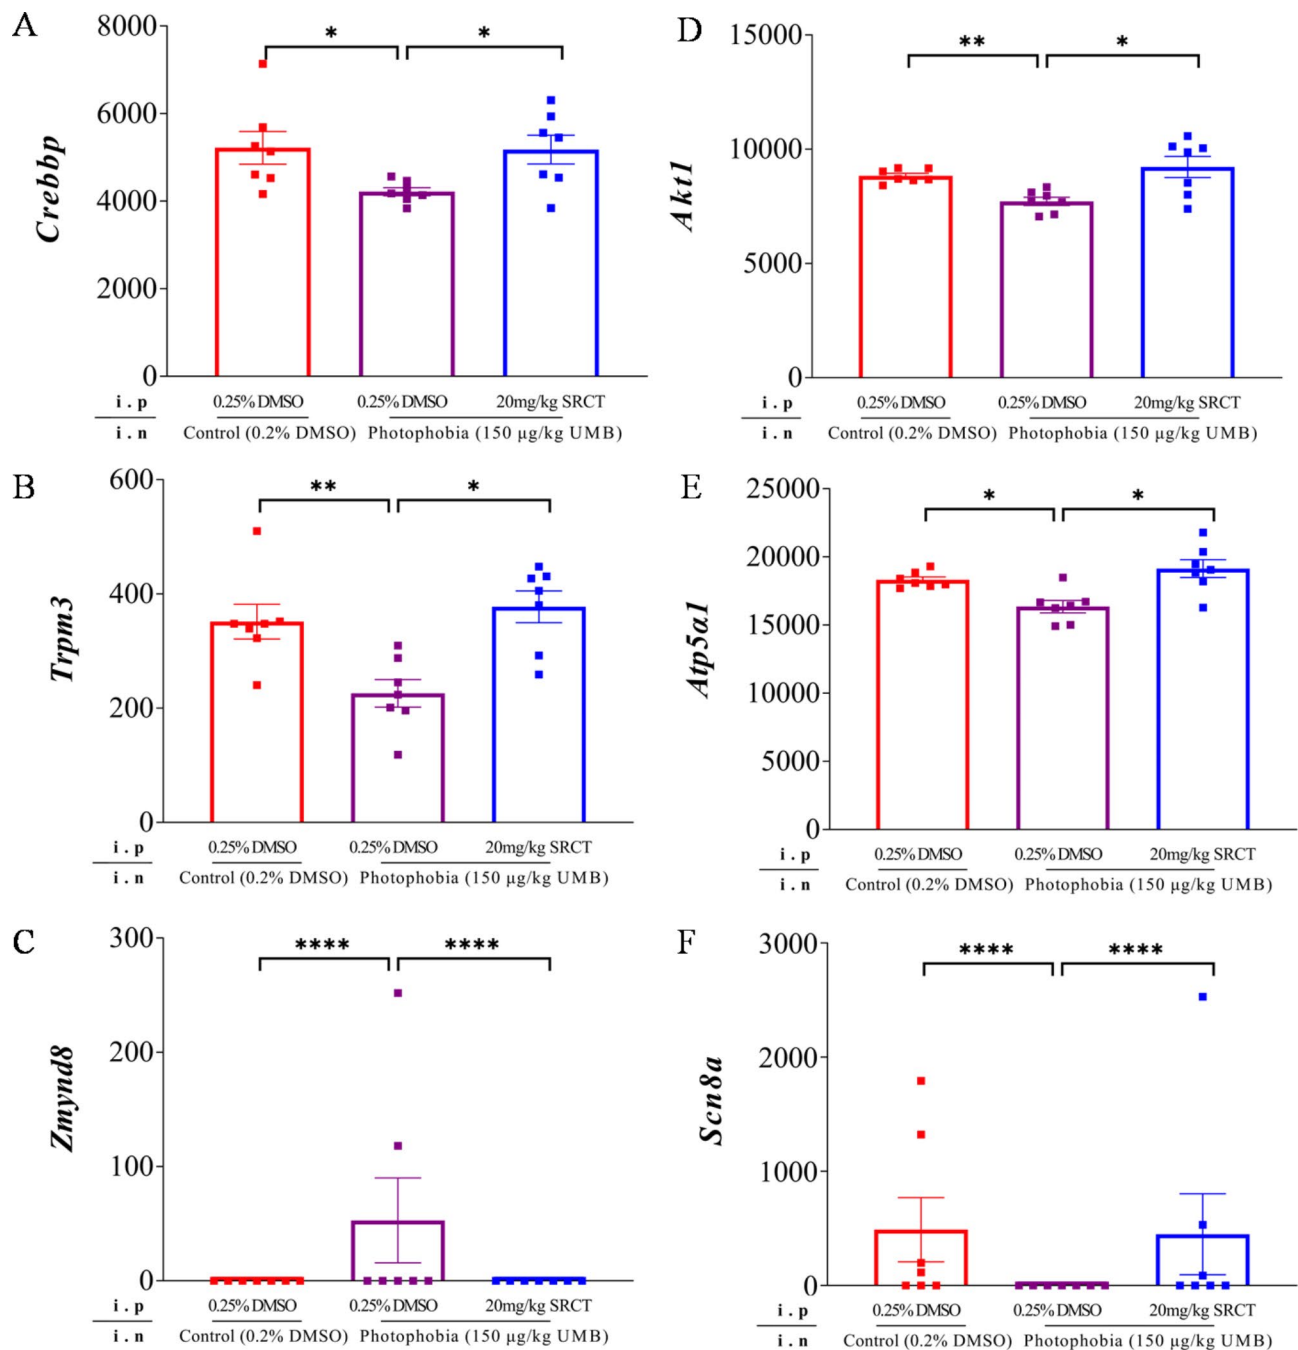 A
Crebbp
8000
6000
4000
2000
0
* *
i.p 0.25% DMSO 0.25% DMSO 20mg/kg SRCT
i.n Control (0.2% DMSO) Photophobia (150 µg/kg UMB)
B
Trpm3
600
400
200
0
** *
i.p 0.25% DMSO 0.25% DMSO 20mg/kg SRCT
i.n Control (0.2% DMSO) Photophobia (150 µg/kg UMB)
C
Zmynd8
300
200
100
0
**** ****
i.p 0.25% DMSO 0.25% DMSO 20mg/kg SRCT
i.n Control (0.2% DMSO) Photophobia (150 µg/kg UMB)
D
Akt1
15000
10000
5000
0
** *
i.p 0.25% DMSO 0.25% DMSO 20mg/kg SRCT
i.n Control (0.2% DMSO) Photophobia (150 µg/kg UMB)
E
Atp5a1
25000
20000
15000
10000
5000
0
* *
i.p 0.25% DMSO 0.25% DMSO 20mg/kg SRCT
i.n Control (0.2% DMSO) Photophobia (150 µg/kg UMB)
F
Scn8a
3000
2000
1000
0
**** ****
i.p 0.25% DMSO 0.25% DMSO 20mg/kg SRCT
i.n Control (0.2% DMSO) Photophobia (150 µg/kg UMB)